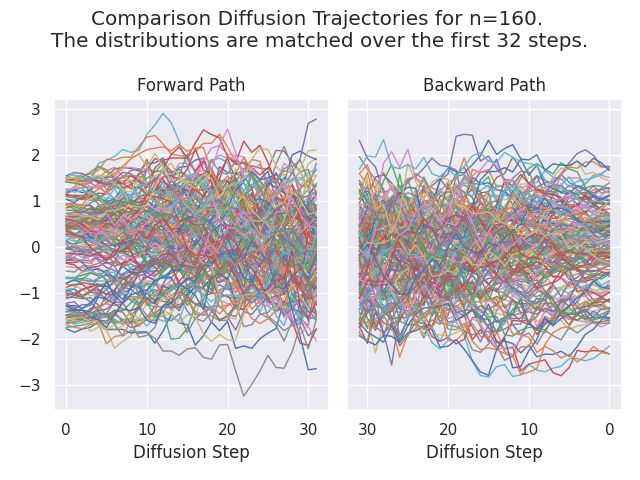 Comparison Diffusion Trajectories for n=160.
The distributions are matched over the first 32 steps.
Forward Path
Backward Path
3
2
1
0
−1
−2
−3
0 10 20 30
30 20 10 0
Diffusion Step
Diffusion Step